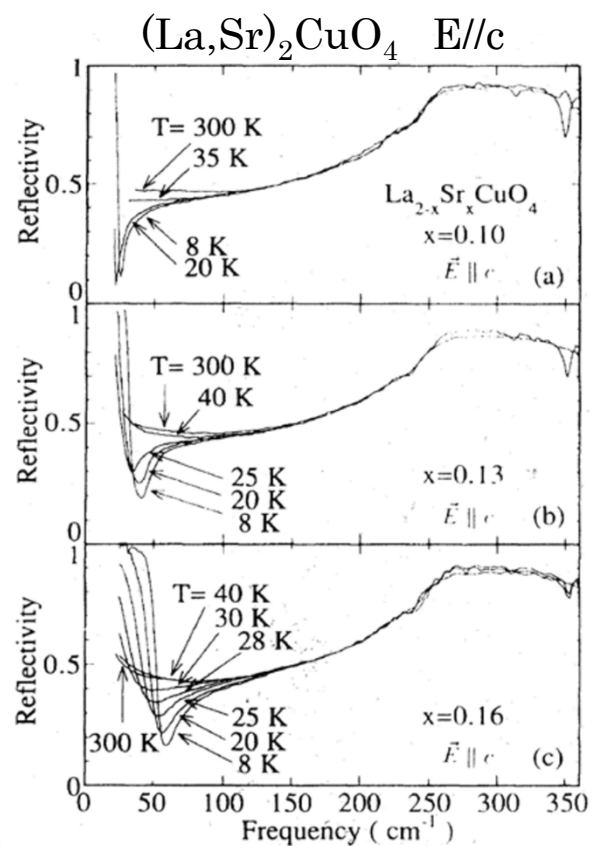 (La,Sr)₂CuO₄ E//c
1
T= 300 K
35 K
Reflectivity
0.5
La₂₋ₓSrₓCuO₄
8 K
x=0.10
20 K
E⃗ ∥ c (a)
0
1
T= 300 K
40 K
Reflectivity
0.5
25 K
x=0.13
20 K
8 K
E⃗ ∥ c (b)
0
1
T= 40 K
30 K
28 K
Reflectivity
0.5
25 K
x=0.16
300 K
20 K
8 K
E⃗ ∥ c (c)
0
0 50 100 150 200 250 300 350
Frequency ( cm⁻¹ )